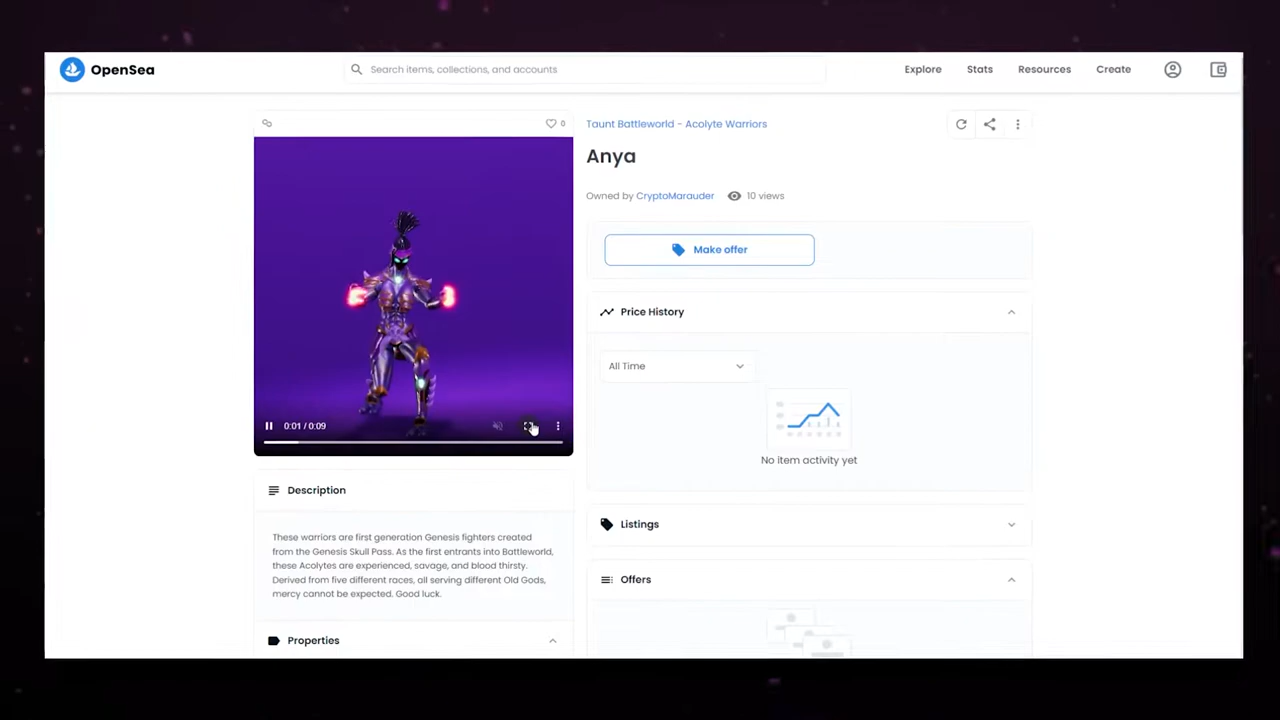 OpenSea
Search items, collections, and accounts
Explore
Stats
Resources
Create
0
Taunt Battleworld - Acolyte Warriors
Anya
Owned by CryptoMarauder
10 views
Make offer
Price History
All Time
No item activity yet
0:01 / 0:09
Description
These warriors are first generation Genesis fighters created
from the Genesis Skull Pass. As the first entrants into Battleworld,
these Acolytes are experienced, savage, and blood thirsty.
Derived from five different races, all serving different Old Gods,
mercy cannot be expected. Good luck.
Properties
Listings
Offers